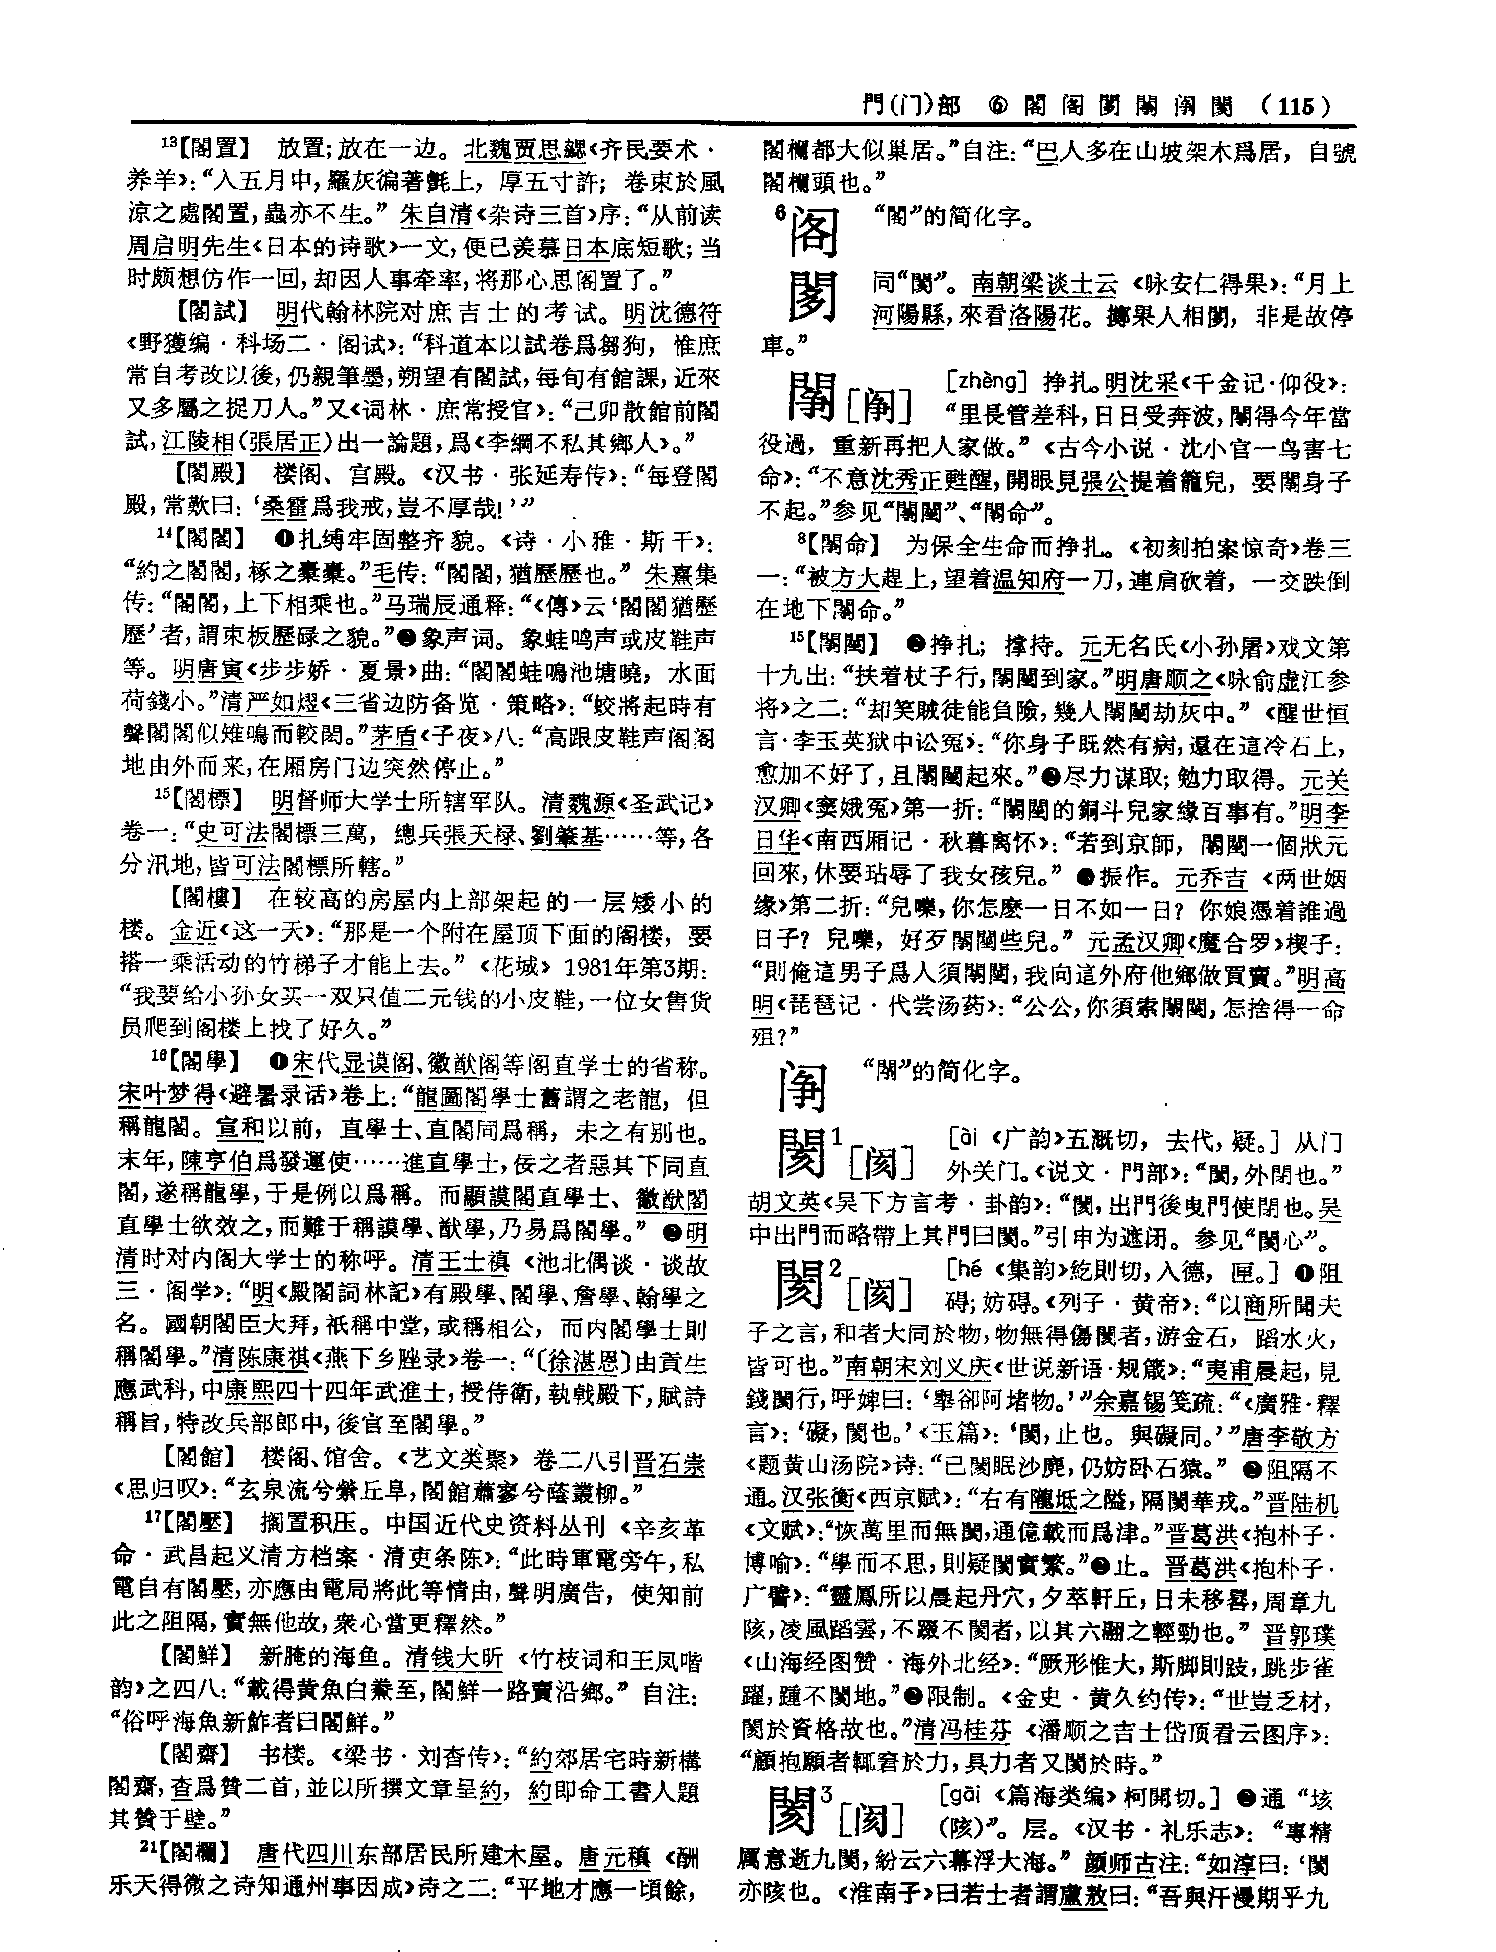 門(门)部 ⑥ 閣 阁 閿 闇 䦶 閡 (115)
¹³【閣置】 放置;放在一边。北魏贾思勰《齐民要术·
养羊》:“入五月中,羅灰徧著氈上,厚五寸許;卷束於風
凉之處閣置,蟲亦不生。”朱自清《杂诗三首》序:“从前读
周启明先生《日本的诗歌》一文,便已羡慕日本底短歌;当
时颇想仿作一回,却因人事牵率,将那心思阁置了。”
【閣試】 明代翰林院对庶吉士的考试。明沈德符
《野獲编·科场二·阁试》:“科道本以試卷爲芻狗,惟庶
常自考改以後,仍親筆墨,朔望有閣試,每旬有館課,近來
又多屬之捉刀人。”又《词林·庶常授官》:“己卯散館前閣
試,江陵相(張居正)出一論題,爲《李綱不私其鄉人》。”
【閣殿】 楼阁、宫殿。《汉书·张延寿传》:“每登閣
殿,常歎曰:‘桑霍爲我戒,豈不厚哉!’”
¹⁴【閣閣】 ❶扎缚牢固整齐貌。《诗·小雅·斯干》:
“約之閣閣,椓之橐橐。”毛传:“閣閣,猶歷歷也。”朱熹集
传:“閣閣,上下相乘也。”马瑞辰通释:“《傳》云‘閣閣猶歷
歷’者,謂束板歷碌之貌。”❷象声词。象蛙鸣声或皮鞋声
等。明唐寅《步步娇·夏景》曲:“閣閣蛙鳴池塘曉,水面
荷錢小。”清严如熤《三省边防备览·策略》:“蛟將起時有
聲閣閣似雉鳴而較閎。”茅盾《子夜》八:“高跟皮鞋声阁阁
地由外而来,在厢房门边突然停止。”
¹⁵【閣標】 明督师大学士所辖军队。清魏源《圣武记》
卷一:“史可法閣標三萬,總兵張天禄、劉肇基……等,各
分汛地,皆可法閣標所轄。”
【閣樓】 在较高的房屋内上部架起的一层矮小的
楼。金近《这一天》:“那是一个附在屋顶下面的阁楼,要
搭一乘活动的竹梯子才能上去。”《花城》1981年第3期:
“我要给小孙女买一双只值二元钱的小皮鞋,一位女售货
员爬到阁楼上找了好久。”
¹⁶【閣學】 ❶宋代显谟阁、徽猷阁等阁直学士的省称。
宋叶梦得《避暑录话》卷上:“龍圖閣學士舊謂之老龍,但
稱龍閣。宣和以前,直學士、直閣同爲稱,未之有别也。
末年,陳亨伯爲發運使……進直學士,佞之者惡其下同直
閣,遂稱龍學,于是例以爲稱。而顯謨閣直學士、徽猷閣
直學士欲效之,而難于稱謨學、猷學,乃易爲閣學。”❷明
清时对内阁大学士的称呼。清王士禛《池北偶谈·谈故
三·阁学》:“明《殿閣詞林記》有殿學、閣學、詹學、翰學之
名。國朝閣臣大拜,衹稱中堂,或稱相公,而内閣學士則
稱閣學。”清陈康祺《燕下乡脞录》卷一:“〔徐湛恩〕由貢生
應武科,中康熙四十四年武進士,授侍衛,執戟殿下,賦詩
稱旨,特改兵部郎中,後官至閣學。”
【閣館】 楼阁、馆舍。《艺文类聚》卷二八引晋石崇
《思归叹》:“玄泉流兮縈丘阜,閣館蕭寥兮蔭叢柳。”
¹⁷【閣壓】 搁置积压。中国近代史资料丛刊《辛亥革
命·武昌起义清方档案·清吏条陈》:“此時軍電旁午,私
電自有閣壓,亦應由電局將此等情由,聲明廣告,使知前
此之阻隔,實無他故,衆心當更釋然。”
【閣鮮】 新腌的海鱼。清钱大昕《竹枝词和王凤喈
韵》之四八:“載得黄魚白鮝至,閣鮮一路賣沿鄉。”自注:
“俗呼海魚新鮓者曰閣鮮。”
【閣齋】 书楼。《梁书·刘杳传》:“約郊居宅時新構
閣齋,杳爲贊二首,並以所撰文章呈約,約即命工書人題
其贊于壁。”
²¹【閣欄】 唐代四川东部居民所建木屋。唐元稹《酬
乐天得微之诗知通州事因成》诗之二:“平地才應一頃餘,
閣欄都大似巢居。”自注:“巴人多在山坡架木爲居,自號
閣欄頭也。”
⁶阁 “閣”的简化字。
同“閿”。南朝梁谈士云《咏安仁得果》:“月上
河陽縣,來看洛陽花。擲果人相閿,非是故停
車。”
䦟[䦶] [zhèng] 挣扎。明沈采《千金记·仰役》:
“里長管差科,日日受奔波,䦟得今年當
役過,重新再把人家做。”《古今小说·沈小官一鸟害七
命》:“不意沈秀正甦醒,開眼見張公提着籠兒,要䦟身子
不起。”参见“䦟䦷”、“䦟命”。
⁸【䦟命】 为保全生命而挣扎。《初刻拍案惊奇》卷三
一:“被方大趕上,望着温知府一刀,連肩砍着,一交跌倒
在地下䦟命。”
¹⁵【䦟䦷】 ❶挣扎;撑持。元无名氏《小孙屠》戏文第
十九出:“扶着杖子行,䦟䦷到家。”明唐顺之《咏俞虚江参
将》之二:“却笑賊徒能負險,幾人䦟䦷劫灰中。”《醒世恒
言·李玉英狱中讼冤》:“你身子既然有病,還在這冷石上,
愈加不好了,且䦟䦷起來。”❷尽力谋取;勉力取得。元关
汉卿《窦娥冤》第一折:“䦟䦷的銅斗兒家緣百事有。”明李
日华《南西厢记·秋暮离怀》:“若到京師,䦟䦷一個狀元
回來,休要玷辱了我女孩兒。”❸振作。元乔吉《两世姻
缘》第二折:“兒嚛,你怎麽一日不如一日?你娘憑着誰過
日子?兒嚛,好歹䦟䦷些兒。”元孟汉卿《魔合罗》楔子:
“則俺這男子爲人須䦟䦷,我向這外府他鄉做買賣。”明高
明《琵琶记·代尝汤药》:“公公,你須索䦟䦷,怎捨得一命
殂?”
䦶 “䦟”的简化字。
閡¹[阂] [ài《广韵》五溉切,去代,疑。] 从门
外关门。《说文·門部》:“閡,外閉也。”
胡文英《吴下方言考·卦韵》:“閡,出門後曳門使閉也。吴
中出門而略帶上其門曰閡。”引申为遮闭。参见“閡心”。
閡²[阂] [hé《集韵》纥則切,入德,匣。] ❶阻
碍;妨碍。《列子·黄帝》:“以商所聞夫
子之言,和者大同於物,物無得傷閡者,游金石,蹈水火,
皆可也。”南朝宋刘义庆《世说新语·规箴》:“夷甫晨起,見
錢閡行,呼婢曰:‘舉卻阿堵物。’”余嘉锡笺疏:“《廣雅·釋
言》:‘礙,閡也。’《玉篇》:‘閡,止也。與礙同。’”唐李敬方
《题黄山汤院》诗:“已閡眠沙麂,仍妨卧石猿。”❷阻隔不
通。汉张衡《西京赋》:“右有隴坻之隘,隔閡華戎。”晋陆机
《文赋》:“恢萬里而無閡,通億載而爲津。”晋葛洪《抱朴子·
博喻》:“學而不思,則疑閡實繁。”❸止。晋葛洪《抱朴子·
广譬》:“靈鳳所以晨起丹穴,夕萃軒丘,日未移晷,周章九
陔,凌風蹈雲,不踬不閡者,以其六翮之輕勁也。”晋郭璞
《山海经图赞·海外北经》:“厥形惟大,斯脚則跂,跳步雀
躍,踵不閡地。”❹限制。《金史·黄久约传》:“世豈乏材,
閡於資格故也。”清冯桂芬《潘顺之吉士岱顶看云图序》:
“顧抱願者輒窘於力,具力者又閡於時。”
閡³[阂] [gāi《篇海类编》柯開切。] ❶通“垓
(陔)”。层。《汉书·礼乐志》:“專精
厲意逝九閡,紛云六幕浮大海。”颜师古注:“如淳曰:‘閡
亦陔也。《淮南子》曰若士者謂盧敖曰:“吾與汗漫期乎九